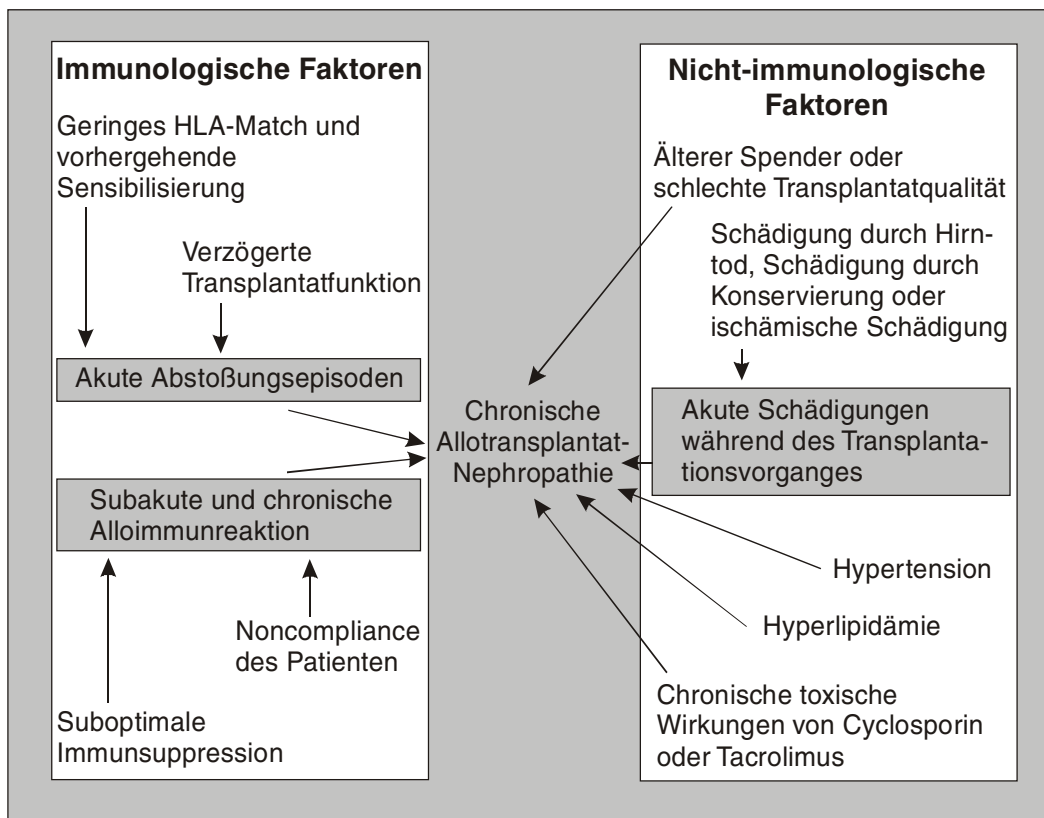 Immunologische Faktoren
Geringes HLA-Match und
vorhergehende
Sensibilisierung
Verzögerte
Transplantatfunktion
Akute Abstoßungsepisoden
Subakute und chronische
Alloimmunreaktion
Noncompliance
des Patienten
Suboptimale
Immunsuppression
Chronische
Allotransplantat-
Nephropathie
Nicht-immunologische
Faktoren
Älterer Spender oder
schlechte Transplantatqualität
Schädigung durch Hirn-
tod, Schädigung durch
Konservierung oder
ischämische Schädigung
Akute Schädigungen
während des Transplanta-
tionsvorganges
Hypertension
Hyperlipidämie
Chronische toxische
Wirkungen von Cyclosporin
oder Tacrolimus